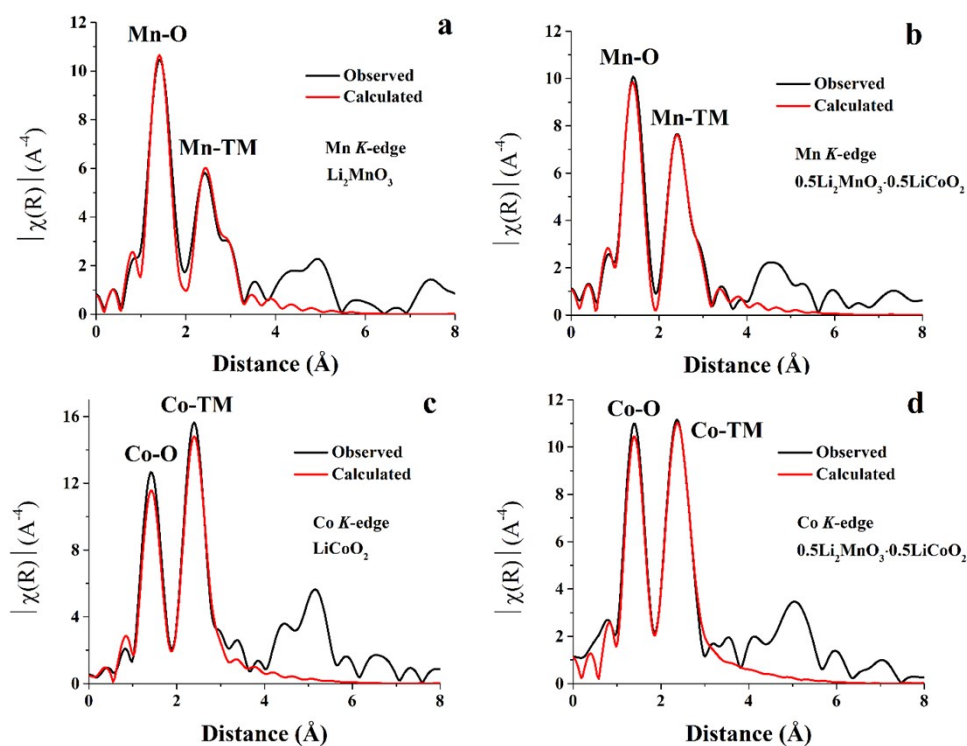 a
Mn-O
Mn-TM
Observed
Calculated
Mn K-edge
Li₂MnO₃
|χ(R)| (A⁻⁴)
12
10
8
6
4
2
0
0 2 4 6 8
Distance (Å)
b
Mn-O
Mn-TM
Observed
Calculated
Mn K-edge
0.5Li₂MnO₃-0.5LiCoO₂
|χ(R)| (A⁻⁴)
12
10
8
6
4
2
0
0 2 4 6 8
Distance (Å)
c
Co-TM
Co-O
Observed
Calculated
Co K-edge
LiCoO₂
|χ(R)| (A⁻⁴)
16
12
8
4
0
0 2 4 6 8
Distance (Å)
d
Co-O
Co-TM
Observed
Calculated
Co K-edge
0.5Li₂MnO₃-0.5LiCoO₂
|χ(R)| (A⁻⁴)
12
10
8
6
4
2
0
0 2 4 6 8
Distance (Å)